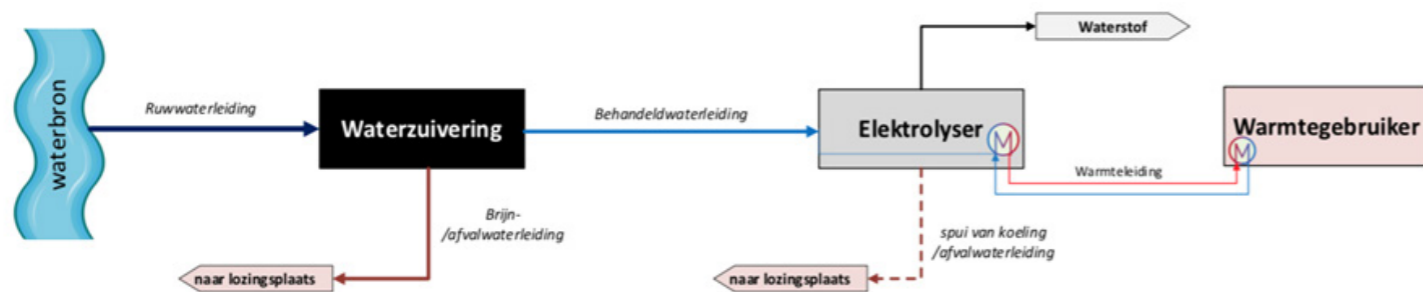 waterbron
Ruwwaterleiding
Waterzuivering
Brijn-
/afvalwaterleiding
naar lozingsplaats
Behandeldwaterleiding
Elektrolyser
Waterstof
spui van koeling
/afvalwaterleiding
naar lozingsplaats
Warmteleiding
Warmtegebruiker